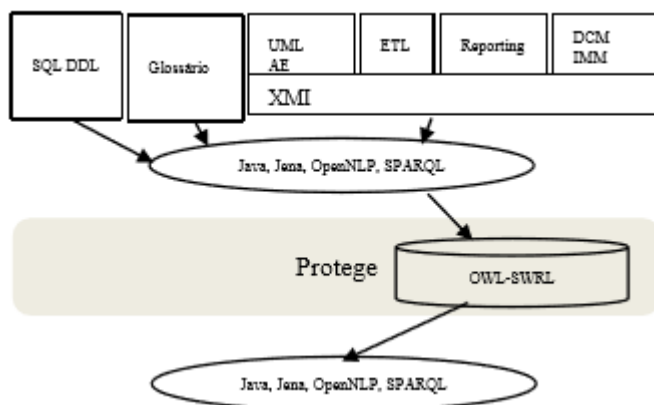 SQL DDL
Glossário
UML
AE
ETL
Reporting
DCM
IMM
XMI
Java, Jena, OpenNLP, SPARQL
Protege
OWL-SWRL
Java, Jena, OpenNLP, SPARQL